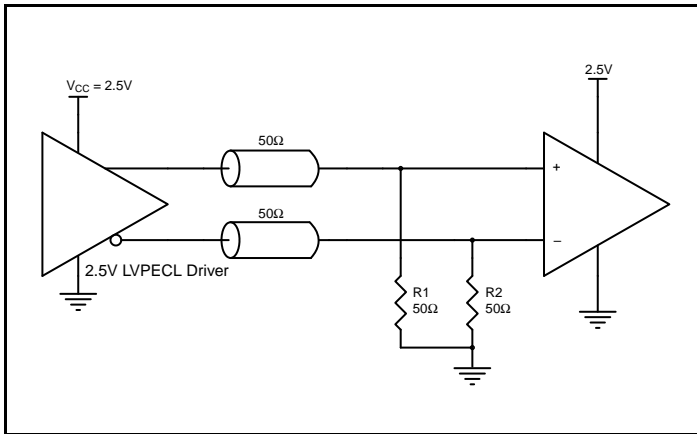 V_CC = 2.5V
2.5V
50Ω
50Ω
+
–
2.5V LVPECL Driver
R1
50Ω
R2
50Ω